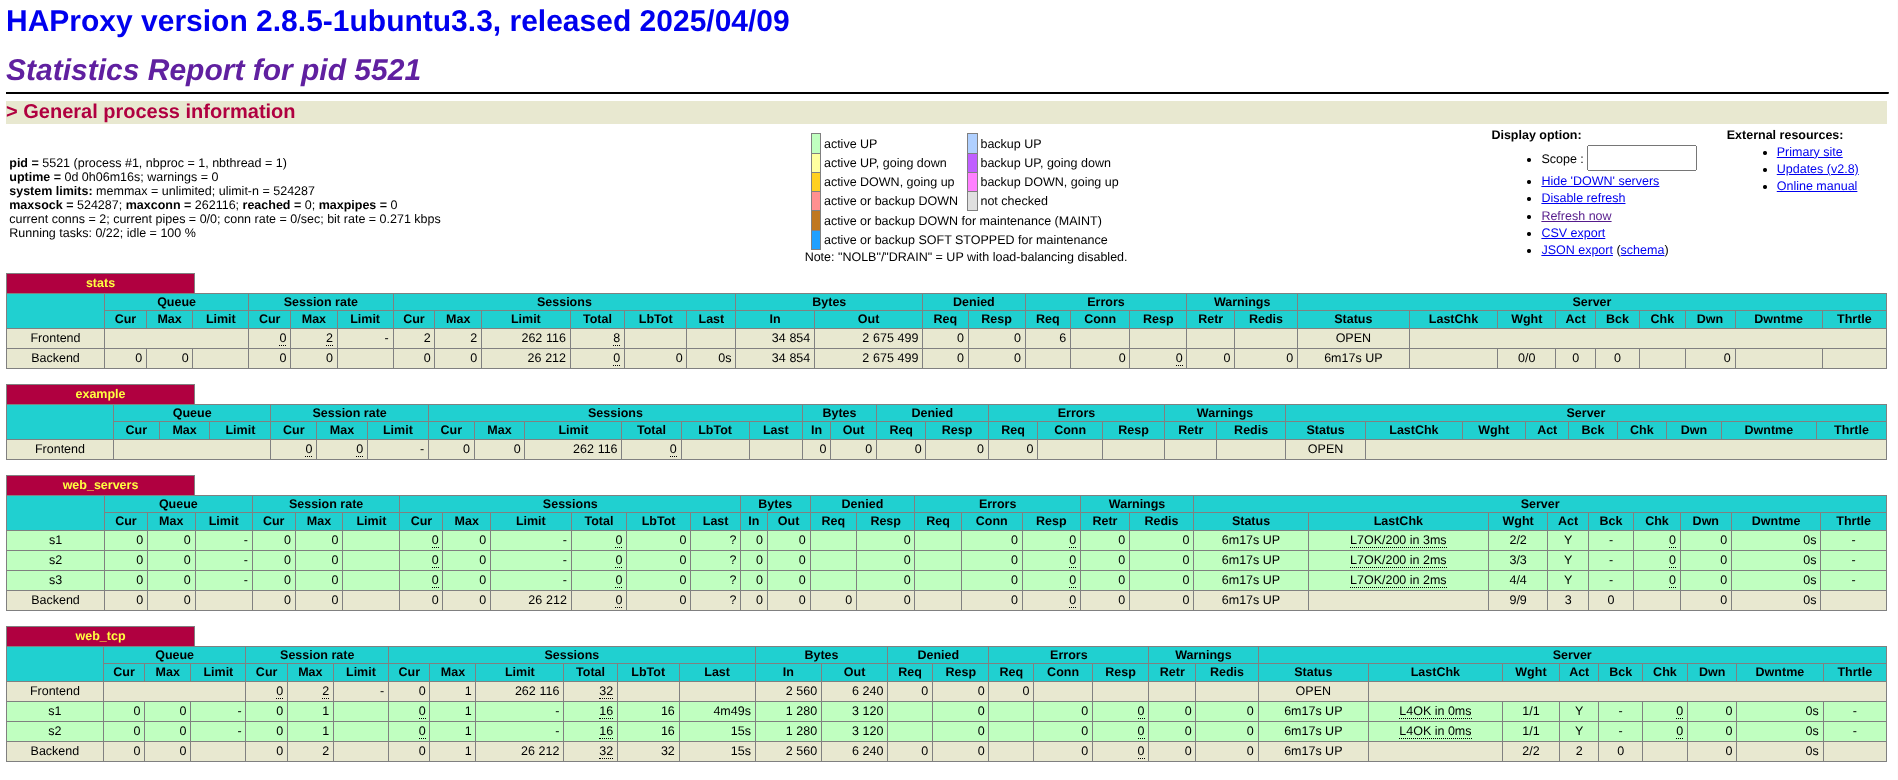 HAProxy version 2.8.5-1ubuntu3.3, released 2025/04/09
Statistics Report for pid 5521
> General process information
pid = 5521 (process #1, nbproc = 1, nbthread = 1)
uptime = 0d 0h06m16s; warnings = 0
system limits: memmax = unlimited; ulimit-n = 524287
maxsock = 524287; maxconn = 262116; reached = 0; maxpipes = 0
current conns = 2; current pipes = 0/0; conn rate = 0/sec; bit rate = 0.271 kbps
Running tasks: 0/22; idle = 100 %
active UP backup UP
active UP, going down backup UP, going down
active DOWN, going up backup DOWN, going up
active or backup DOWN not checked
active or backup DOWN for maintenance (MAINT)
active or backup SOFT STOPPED for maintenance
Note: "NOLB"/"DRAIN" = UP with load-balancing disabled.
Display option:
• Scope :
• Hide 'DOWN' servers
• Disable refresh
• Refresh now
• CSV export
• JSON export (schema)
External resources:
• Primary site
• Updates (v2.8)
• Online manual
stats
Queue Session rate Sessions Bytes Denied Errors Warnings Server
Cur Max Limit Cur Max Limit Cur Max Limit Total LbTot Last In Out Req Resp Req Conn Resp Retr Redis Status LastChk Wght Act Bck Chk Dwn Dwntme Thrtle
Frontend 0 2 - 2 2 262 116 8 34 854 2 675 499 0 0 6 OPEN
Backend 0 0 0 0 0 0 26 212 0 0 0s 34 854 2 675 499 0 0 0 0 0 0 6m17s UP 0/0 0 0 0
example
Queue Session rate Sessions Bytes Denied Errors Warnings Server
Cur Max Limit Cur Max Limit Cur Max Limit Total LbTot Last In Out Req Resp Req Conn Resp Retr Redis Status LastChk Wght Act Bck Chk Dwn Dwntme Thrtle
Frontend 0 0 - 0 0 262 116 0 0 0 0 0 0 OPEN
web_servers
Queue Session rate Sessions Bytes Denied Errors Warnings Server
Cur Max Limit Cur Max Limit Cur Max Limit Total LbTot Last In Out Req Resp Req Conn Resp Retr Redis Status LastChk Wght Act Bck Chk Dwn Dwntme Thrtle
s1 0 0 - 0 0 0 0 - 0 0 ? 0 0 0 0 0 0 0 6m17s UP L7OK/200 in 3ms 2/2 Y - 0 0 0s -
s2 0 0 - 0 0 0 0 - 0 0 ? 0 0 0 0 0 0 0 6m17s UP L7OK/200 in 2ms 3/3 Y - 0 0 0s -
s3 0 0 - 0 0 0 0 - 0 0 ? 0 0 0 0 0 0 0 6m17s UP L7OK/200 in 2ms 4/4 Y - 0 0 0s -
Backend 0 0 0 0 0 0 26 212 0 0 ? 0 0 0 0 0 0 0 0 6m17s UP 9/9 3 0 0 0s
web_tcp
Queue Session rate Sessions Bytes Denied Errors Warnings Server
Cur Max Limit Cur Max Limit Cur Max Limit Total LbTot Last In Out Req Resp Req Conn Resp Retr Redis Status LastChk Wght Act Bck Chk Dwn Dwntme Thrtle
Frontend 0 2 - 0 1 262 116 32 2 560 6 240 0 0 0 OPEN
s1 0 0 - 0 1 0 1 - 16 16 4m49s 1 280 3 120 0 0 0 0 0 6m17s UP L4OK in 0ms 1/1 Y - 0 0 0s -
s2 0 0 - 0 1 0 1 - 16 16 15s 1 280 3 120 0 0 0 0 0 6m17s UP L4OK in 0ms 1/1 Y - 0 0 0s -
Backend 0 0 0 2 0 1 26 212 32 32 15s 2 560 6 240 0 0 0 0 0 0 6m17s UP 2/2 2 0 0 0s